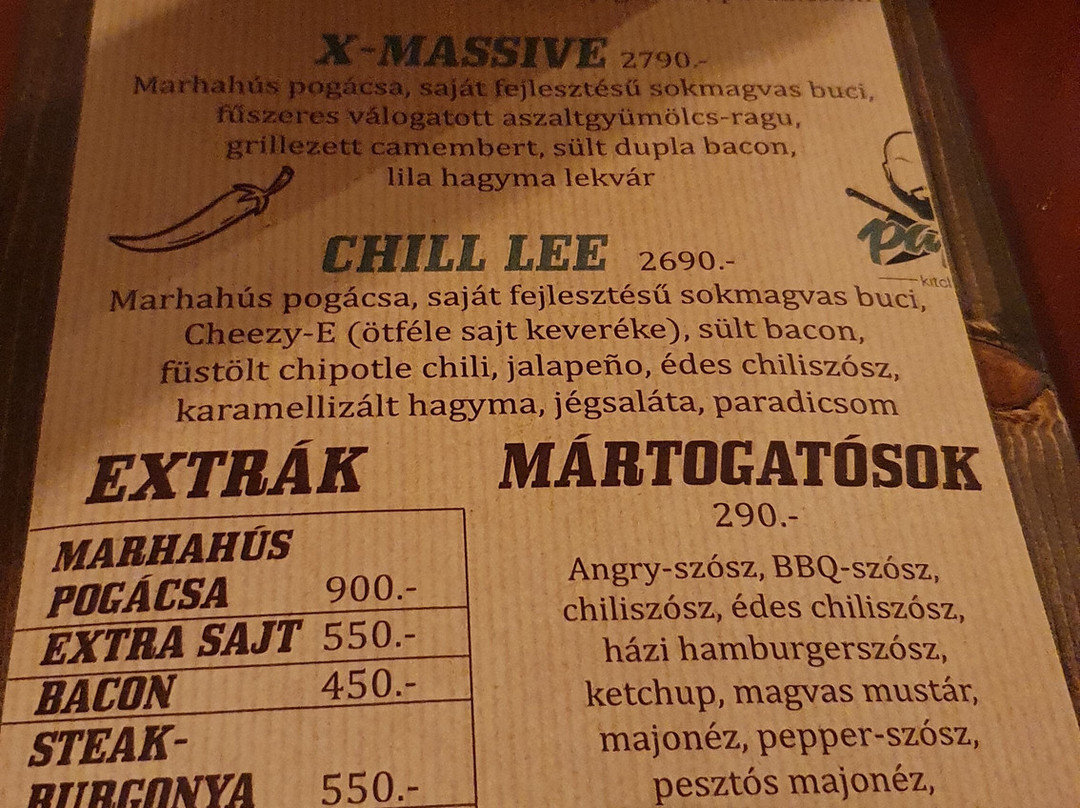 X-MASSIVE 2790.-
Marhahús pogácsa, saját fejlesztésű sokmagvas buci,
fűszeres válogatott aszaltgyümölcs-ragu,
grillezett camembert, sült dupla bacon,
lila hagyma lekvár
CHILL LEE 2690.-
Marhahús pogácsa, saját fejlesztésű sokmagvas buci,
Cheezy-E (ötféle sajt keveréke), sült bacon,
füstölt chipotle chili, jalapeño, édes chiliszósz,
karamellizált hagyma, jégsaláta, paradicsom
EXTRÁK
MARHAHÚS
POGÁCSA 900.-
EXTRA SAJT 550.-
BACON 450.-
STEAK-
BURGONYA 550.-
MÁRTOGATÓSOK
290.-
Angry-szósz, BBQ-szósz,
chiliszósz, édes chiliszósz,
házi hamburgerszósz,
ketchup, magvas mustár,
majonéz, pepper-szósz,
pesztós majonéz,